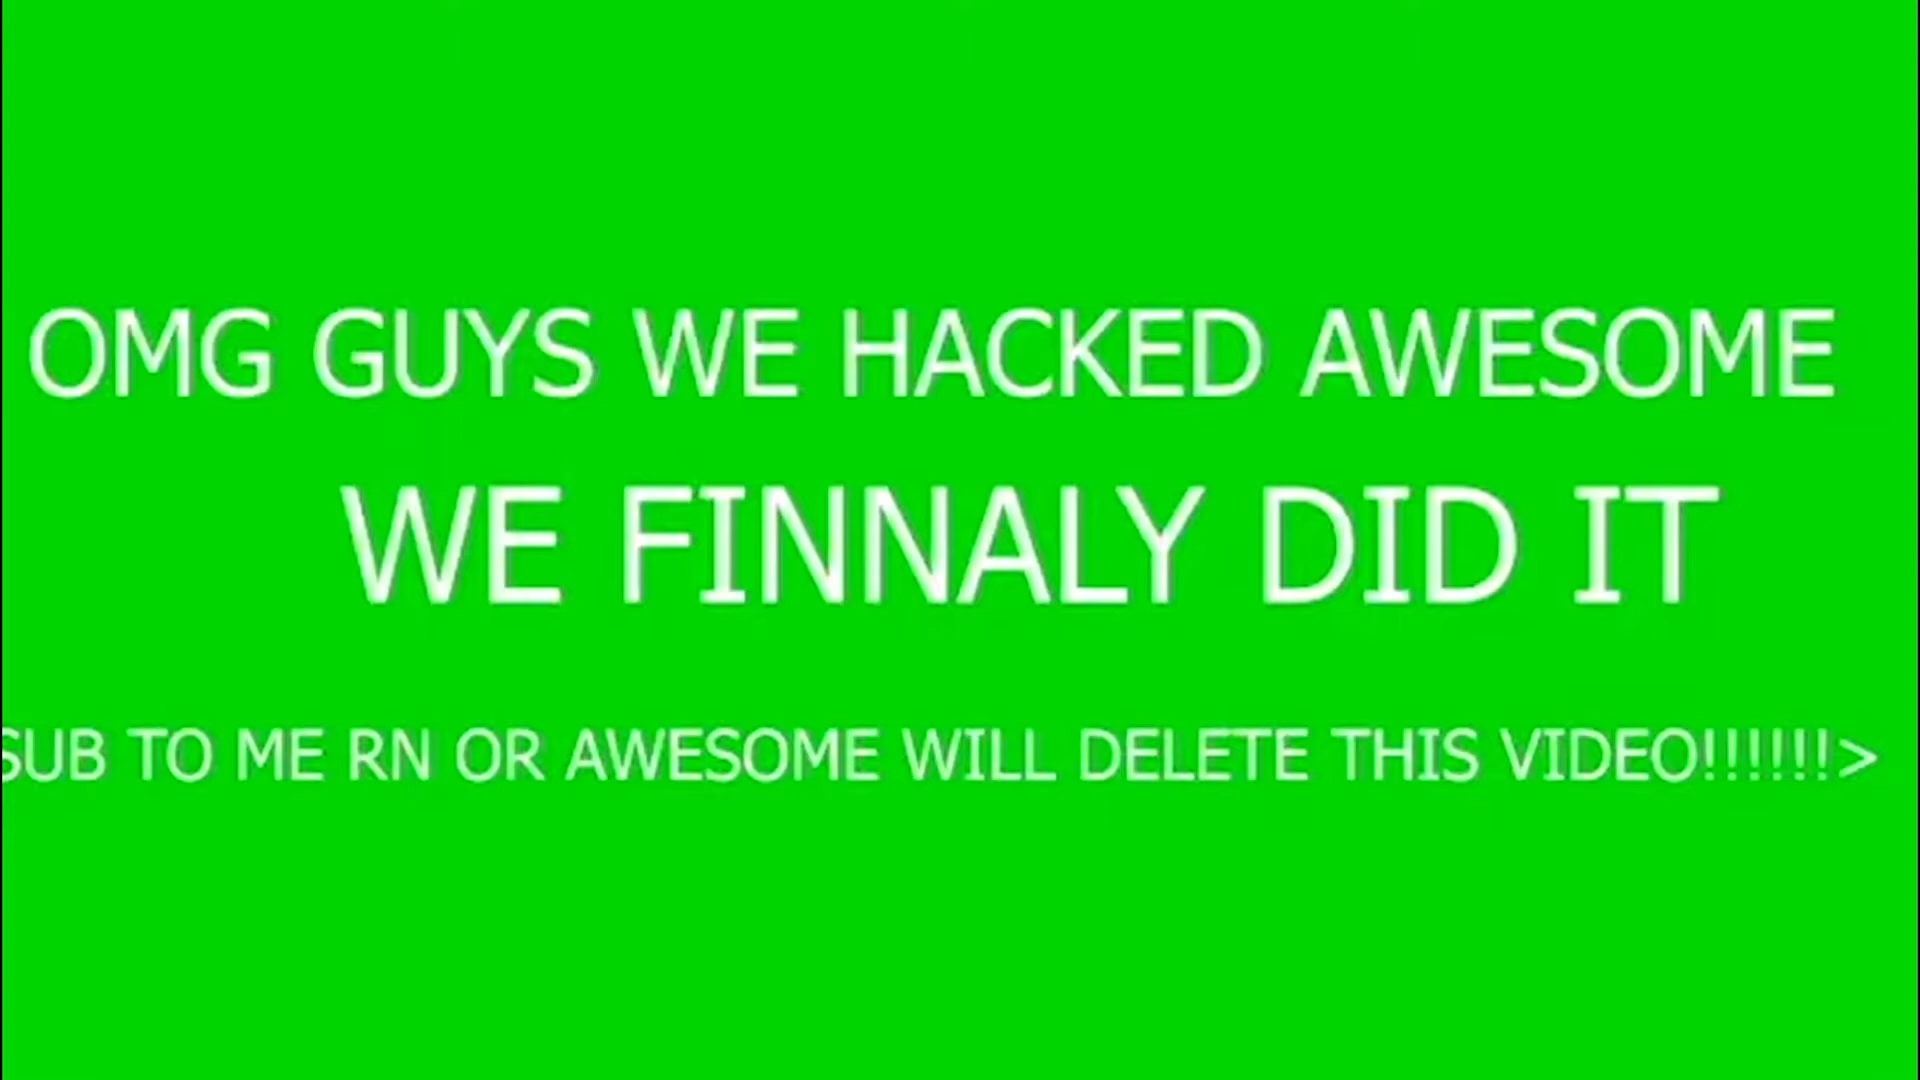 OMG GUYS WE HACKED AWESOME
WE FINNALY DID IT
SUB TO ME RN OR AWESOME WILL DELETE THIS VIDEO!!!!!!>